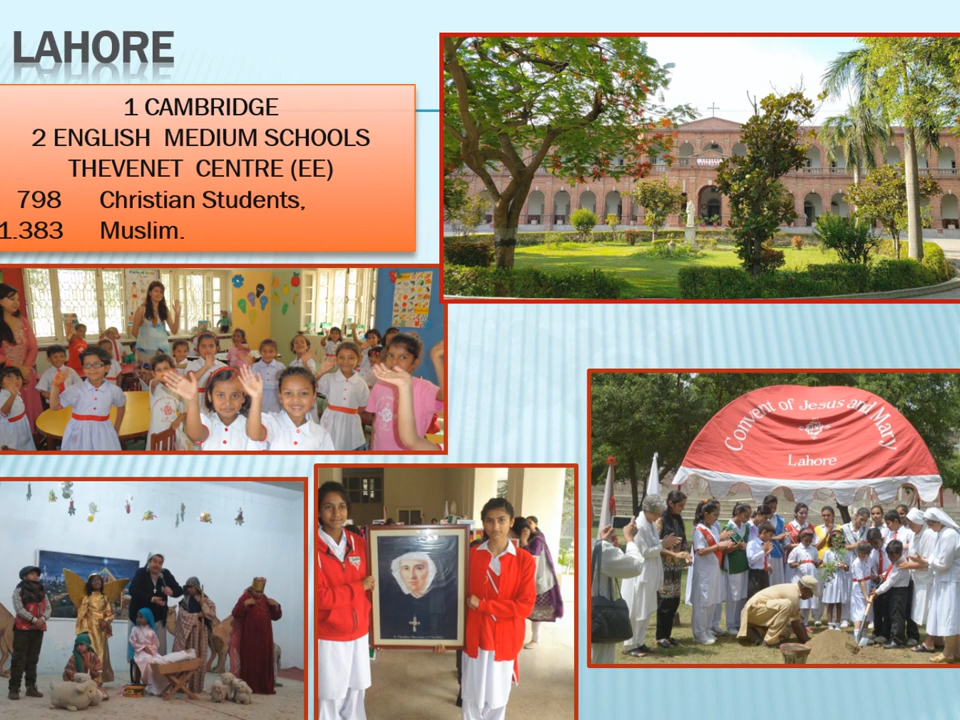 LAHORE
1 CAMBRIDGE
2 ENGLISH MEDIUM SCHOOLS
THEVENET CENTRE (EE)
798 Christian Students,
1.383 Muslim.
Convent of Jesus and Mary
Lahore